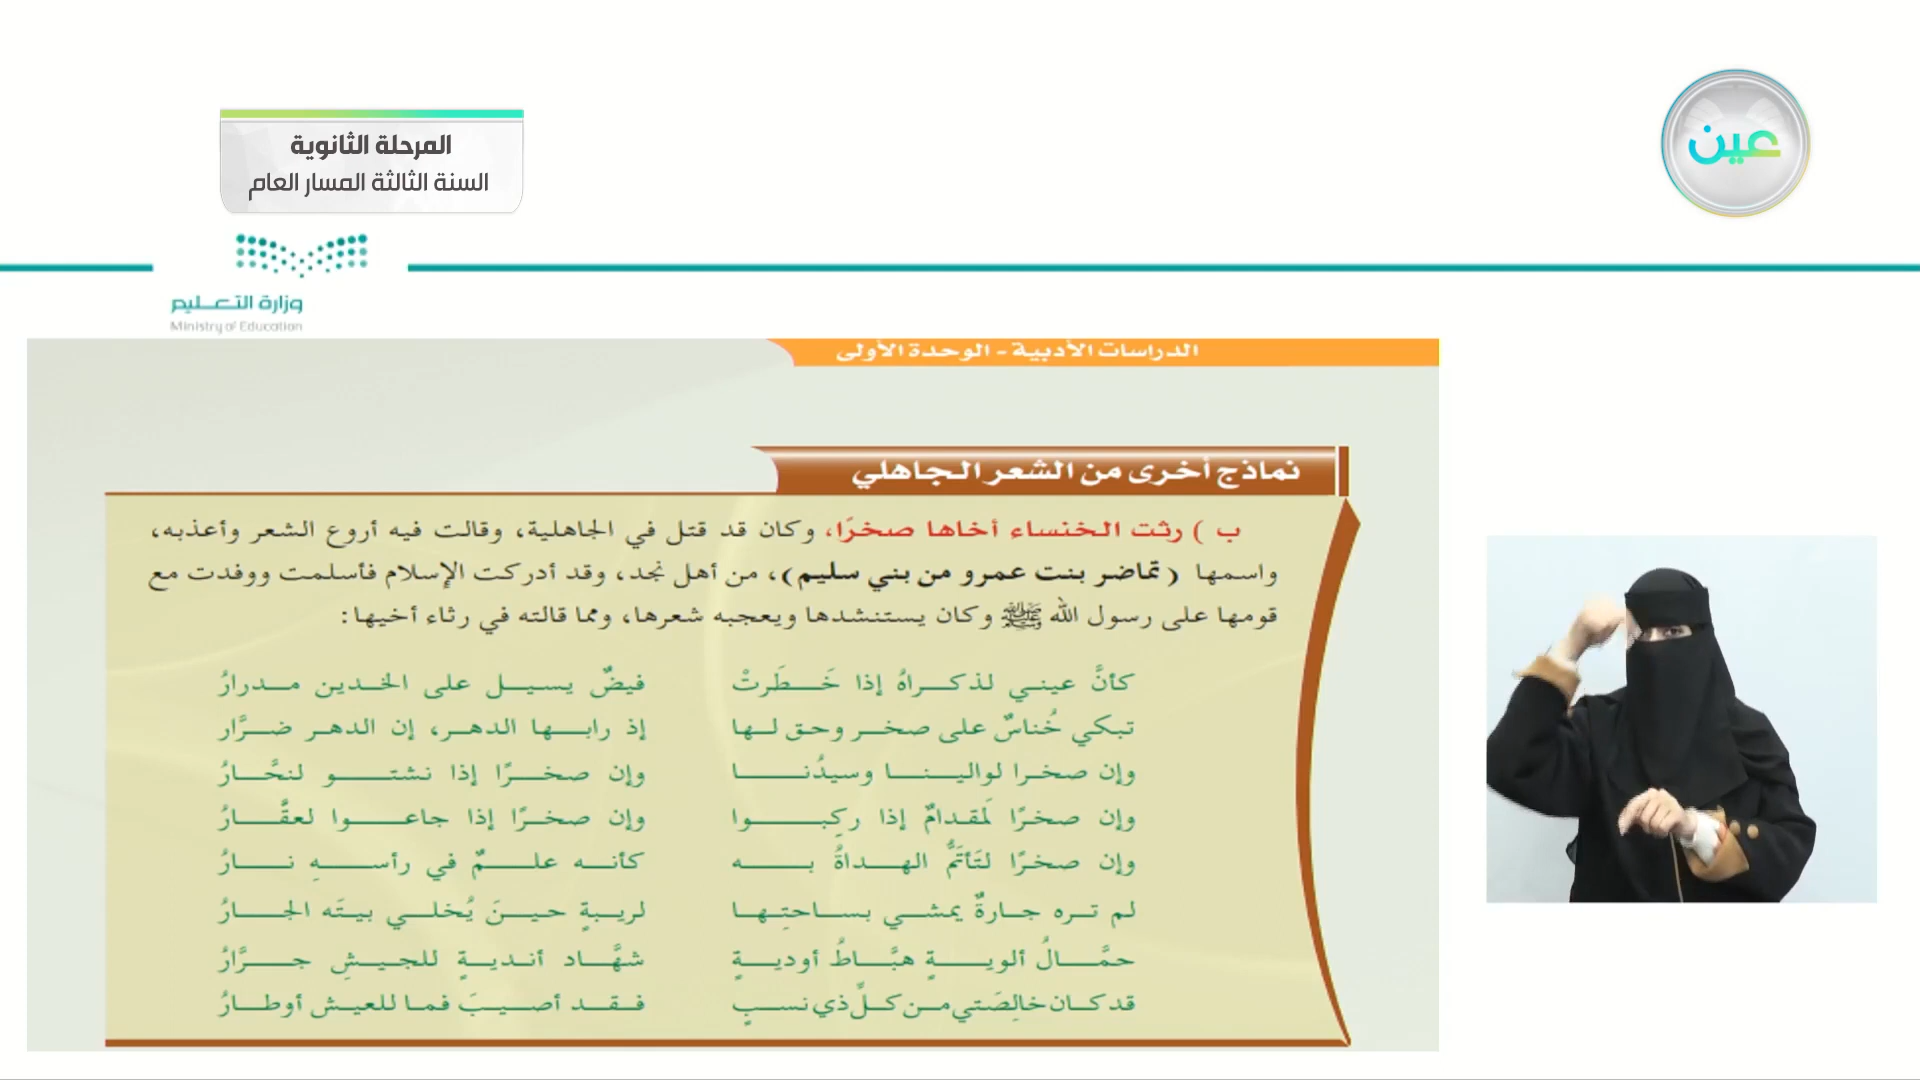 عين
المرحلة الثانوية
السنة الثالثة المسار العام
وزارة التعـليم
Ministry of Education
الدراسات الأدبية - الوحدة الأولى
نماذج أخرى من الشعر الجاهلي
ب ) رثت الخنساء أخاها صخرًا، وكان قد قتل في الجاهلية، وقالت فيه أروع الشعر وأعذبه،
واسمها ( تماضر بنت عمرو من بني سليم)، من أهل نجد، وقد أدركت الإسلام فأسلمت ووفدت مع
قومها على رسول الله ﷺ وكان يستنشدها ويعجبه شعرها، ومما قالته في رثاء أخيها:
كأنَّ عيني لذكراهُ إذا خَطَرتْ فيضٌ يسيل على الخدين مدرارُ
تبكي خُناسٌ على صخر وحق لها إذ رابها الدهر، إن الدهر ضرَّار
وإن صخرا لوالينا وسيدُنا وإن صخرًا إذا نشتو لنحَّارُ
وإن صخرًا لَمقدامٌ إذا ركِبوا وإن صخرًا إذا جاعوا لعقَّارُ
وإن صخرًا لتَأتَمُّ الهداةُ به كأنه علمٌ في رأسهِ نارُ
لم تره جارةٌ يمشي بساحتِها لريبةٍ حينَ يُخلي بيتَه الجارُ
حمَّالُ ألويةٍ هبَّاطُ أوديةٍ شهَّاد أنديةٍ للجيشِ جرَّارُ
قد كان خالِصَتي من كلِّ ذي نسبٍ فقد أصيبَ فما للعيش أوطارُ